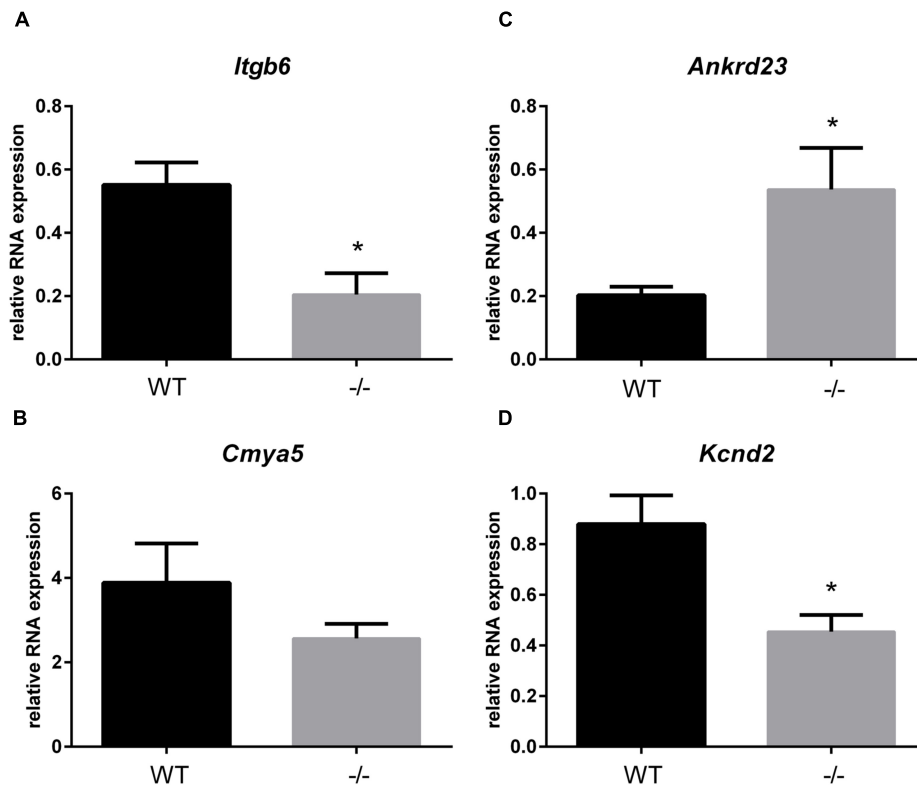 A
Itgb6
relative RNA expression
0.8
0.6
0.4
0.2
0.0
*
WT
-/-
C
Ankrd23
relative RNA expression
0.8
0.6
0.4
0.2
0.0
*
WT
-/-
B
Cmya5
relative RNA expression
6
4
2
0
WT
-/-
D
Kcnd2
relative RNA expression
1.0
0.8
0.6
0.4
0.2
0.0
*
WT
-/-